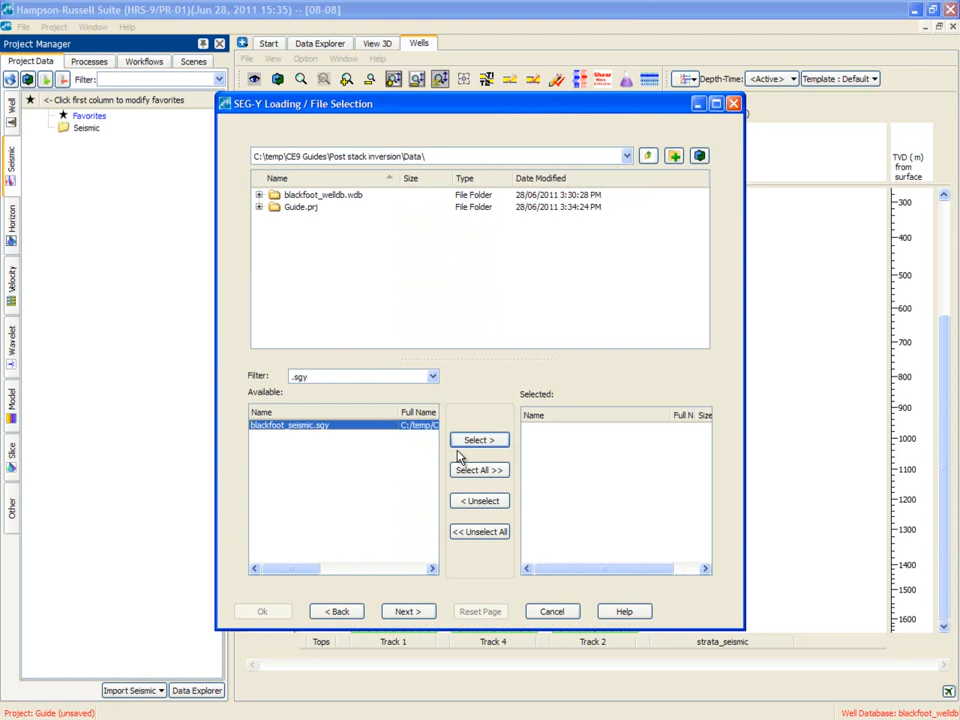 Hampson-Russell Suite (HRS-9/PR-01)(Jun 28, 2011 15:35) -- [08-08]
File Project Window Help
Project Manager
Start Data Explorer View 3D Wells
Project Data Processes Workflows Scenes
File View Option Window Help
Filter:
Depth-Time: <Active> Template : Default
<- Click first column to modify favorites
Favorites
Seismic
Well
Seismic
Horizon
Velocity
Wavelet
Model
Slice
Other
SEG-Y Loading / File Selection
C:\temp\CE9 Guides\Post stack inversion\Data\
Name Size Type Date Modified
blackfoot_welldb.wdb File Folder 28/06/2011 3:30:28 PM
Guide.prj File Folder 28/06/2011 3:34:24 PM
Filter: .sgy
Available: Selected:
Name Full Name
blackfoot_seismic.sgy C:/temp/C
Name Full N Size
Select >
Select All >>
< Unselect
<< Unselect All
Ok < Back Next > Reset Page Cancel Help
TVD ( m )
from
surface
300
400
500
600
700
800
900
1000
1100
1200
1300
1400
1500
1600
Tops Track 1 Track 4 Track 2 strata_seismic
Import Seismic Data Explorer
Project: Guide (unsaved) Well Database: blackfoot_welldb